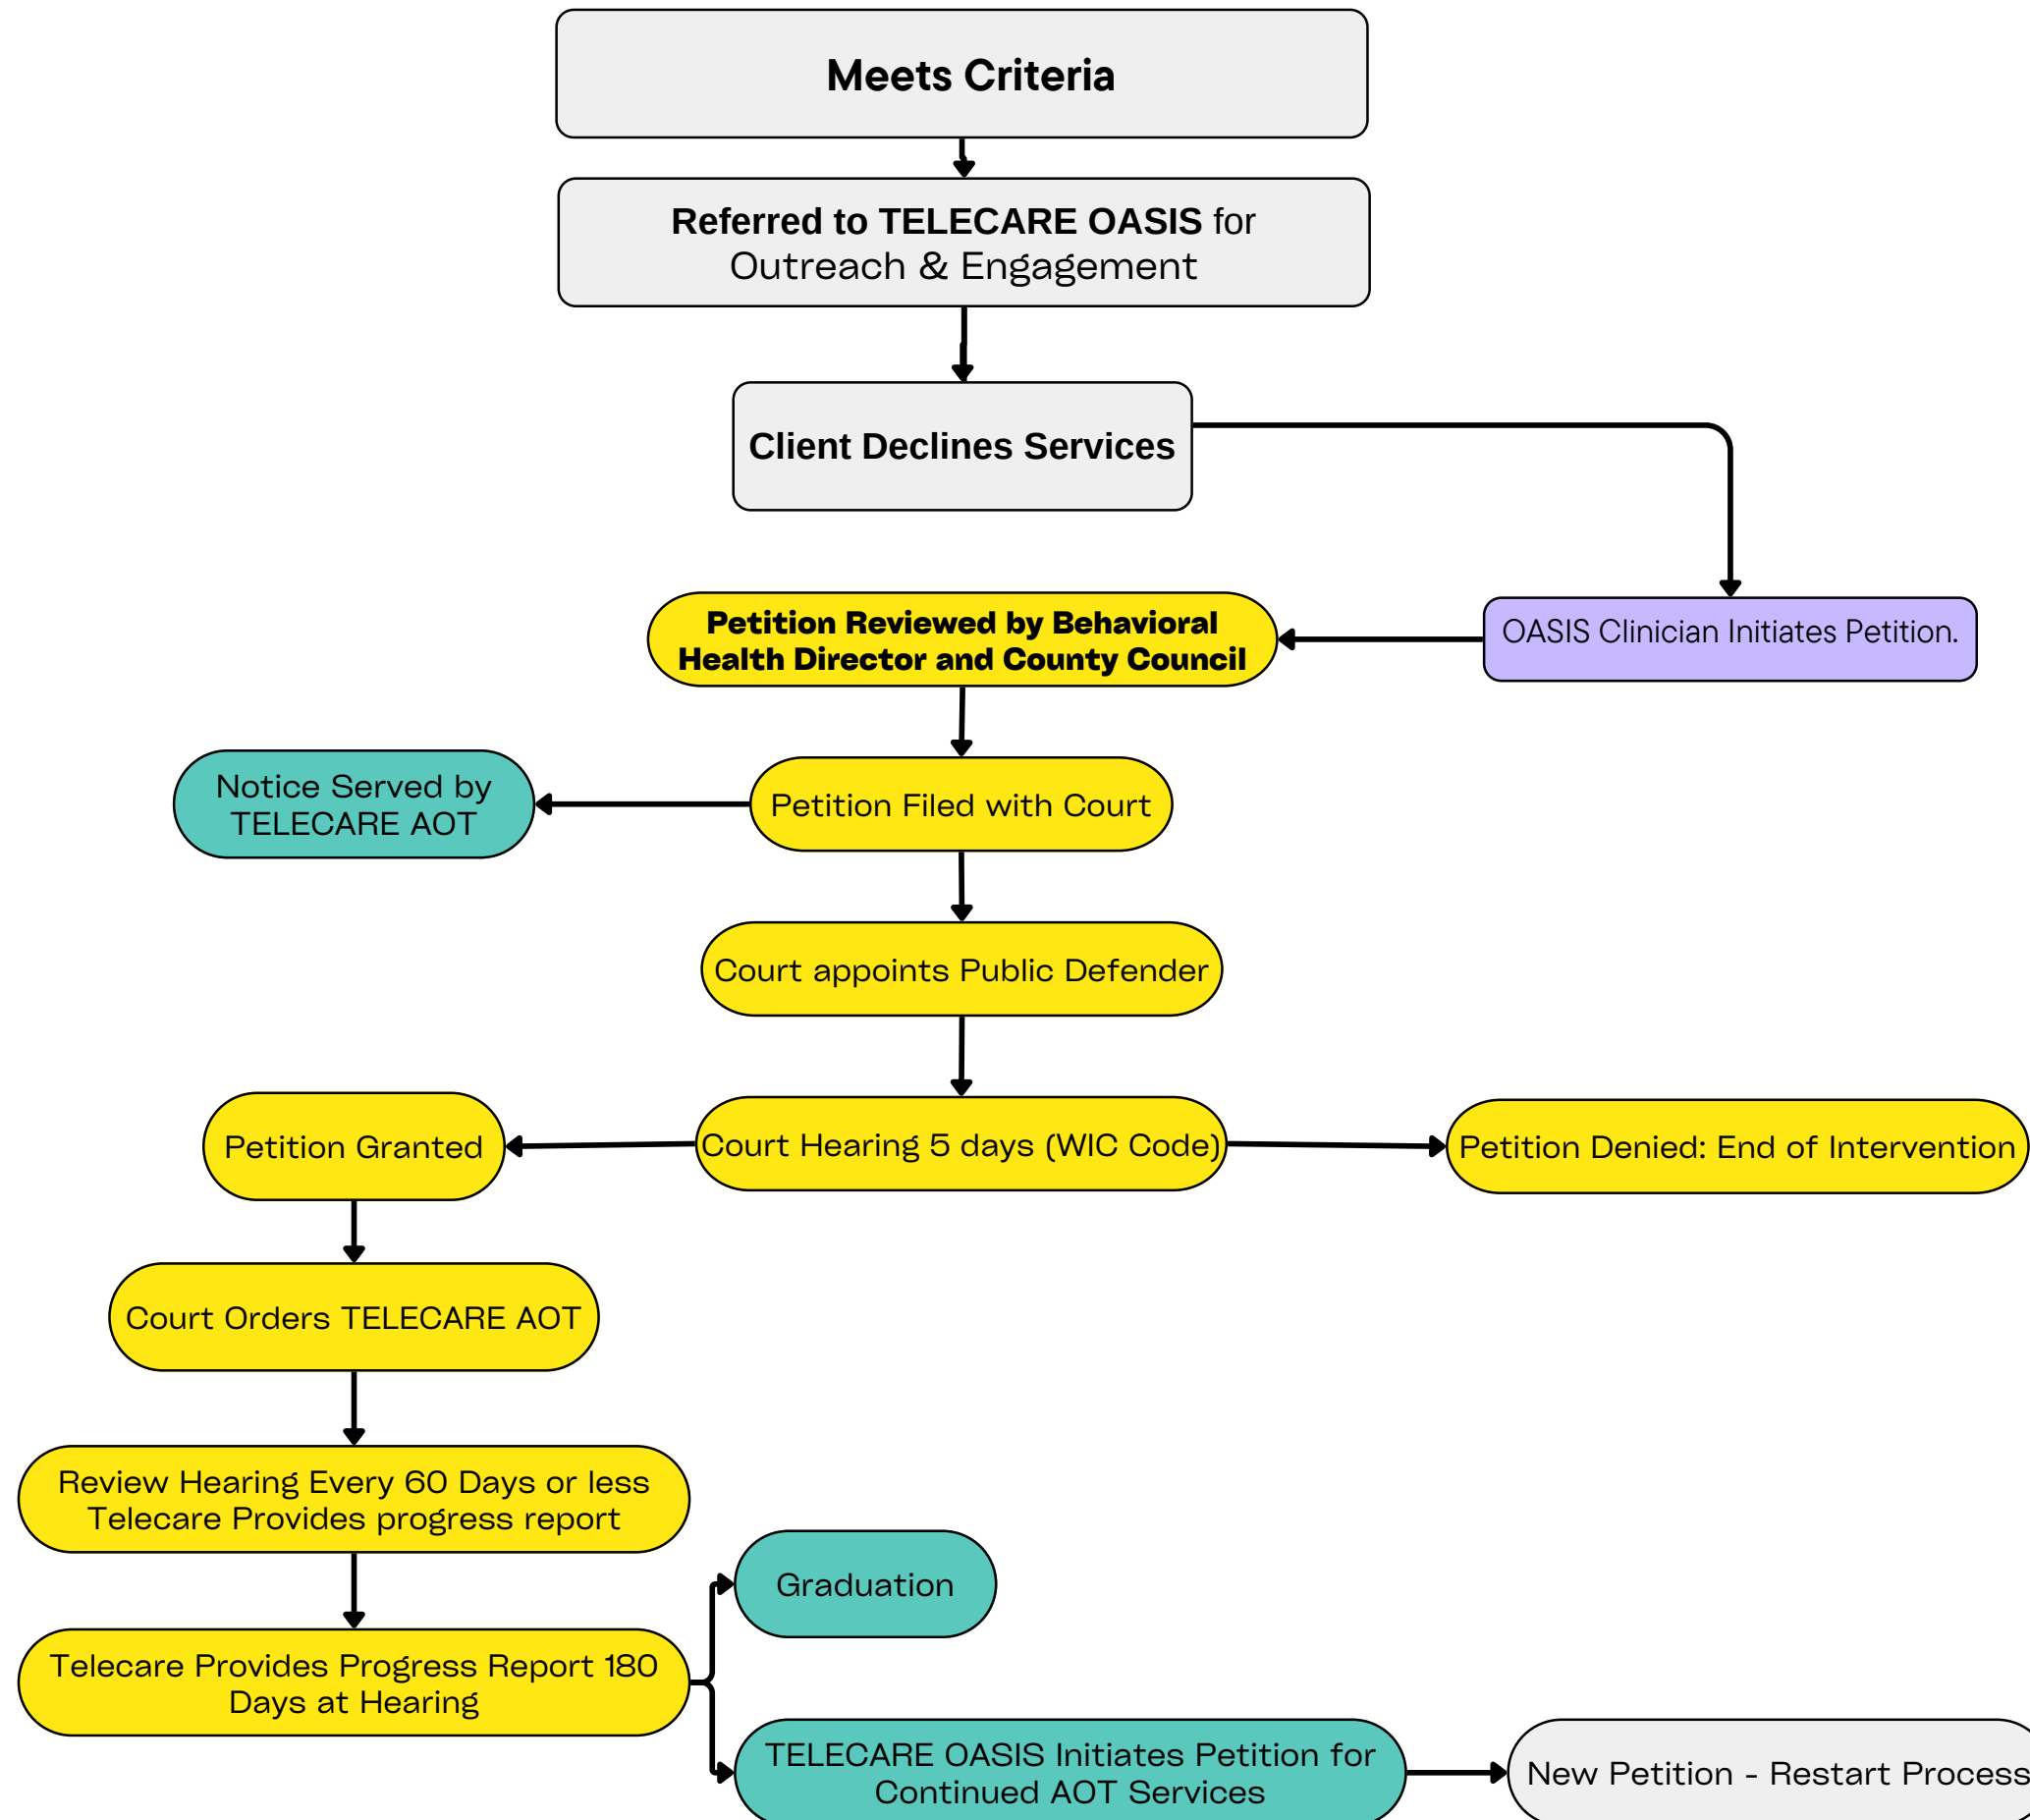 Meets Criteria
Referred to TELECARE OASIS for
Outreach & Engagement
Client Declines Services
OASIS Clinician Initiates Petition.
Petition Reviewed by Behavioral
Health Director and County Council
Petition Filed with Court
Notice Served by
TELECARE AOT
Court appoints Public Defender
Court Hearing 5 days (WIC Code)
Petition Granted
Petition Denied: End of Intervention
Court Orders TELECARE AOT
Review Hearing Every 60 Days or less
Telecare Provides progress report
Telecare Provides Progress Report 180
Days at Hearing
Graduation
TELECARE OASIS Initiates Petition for
Continued AOT Services
New Petition - Restart Process